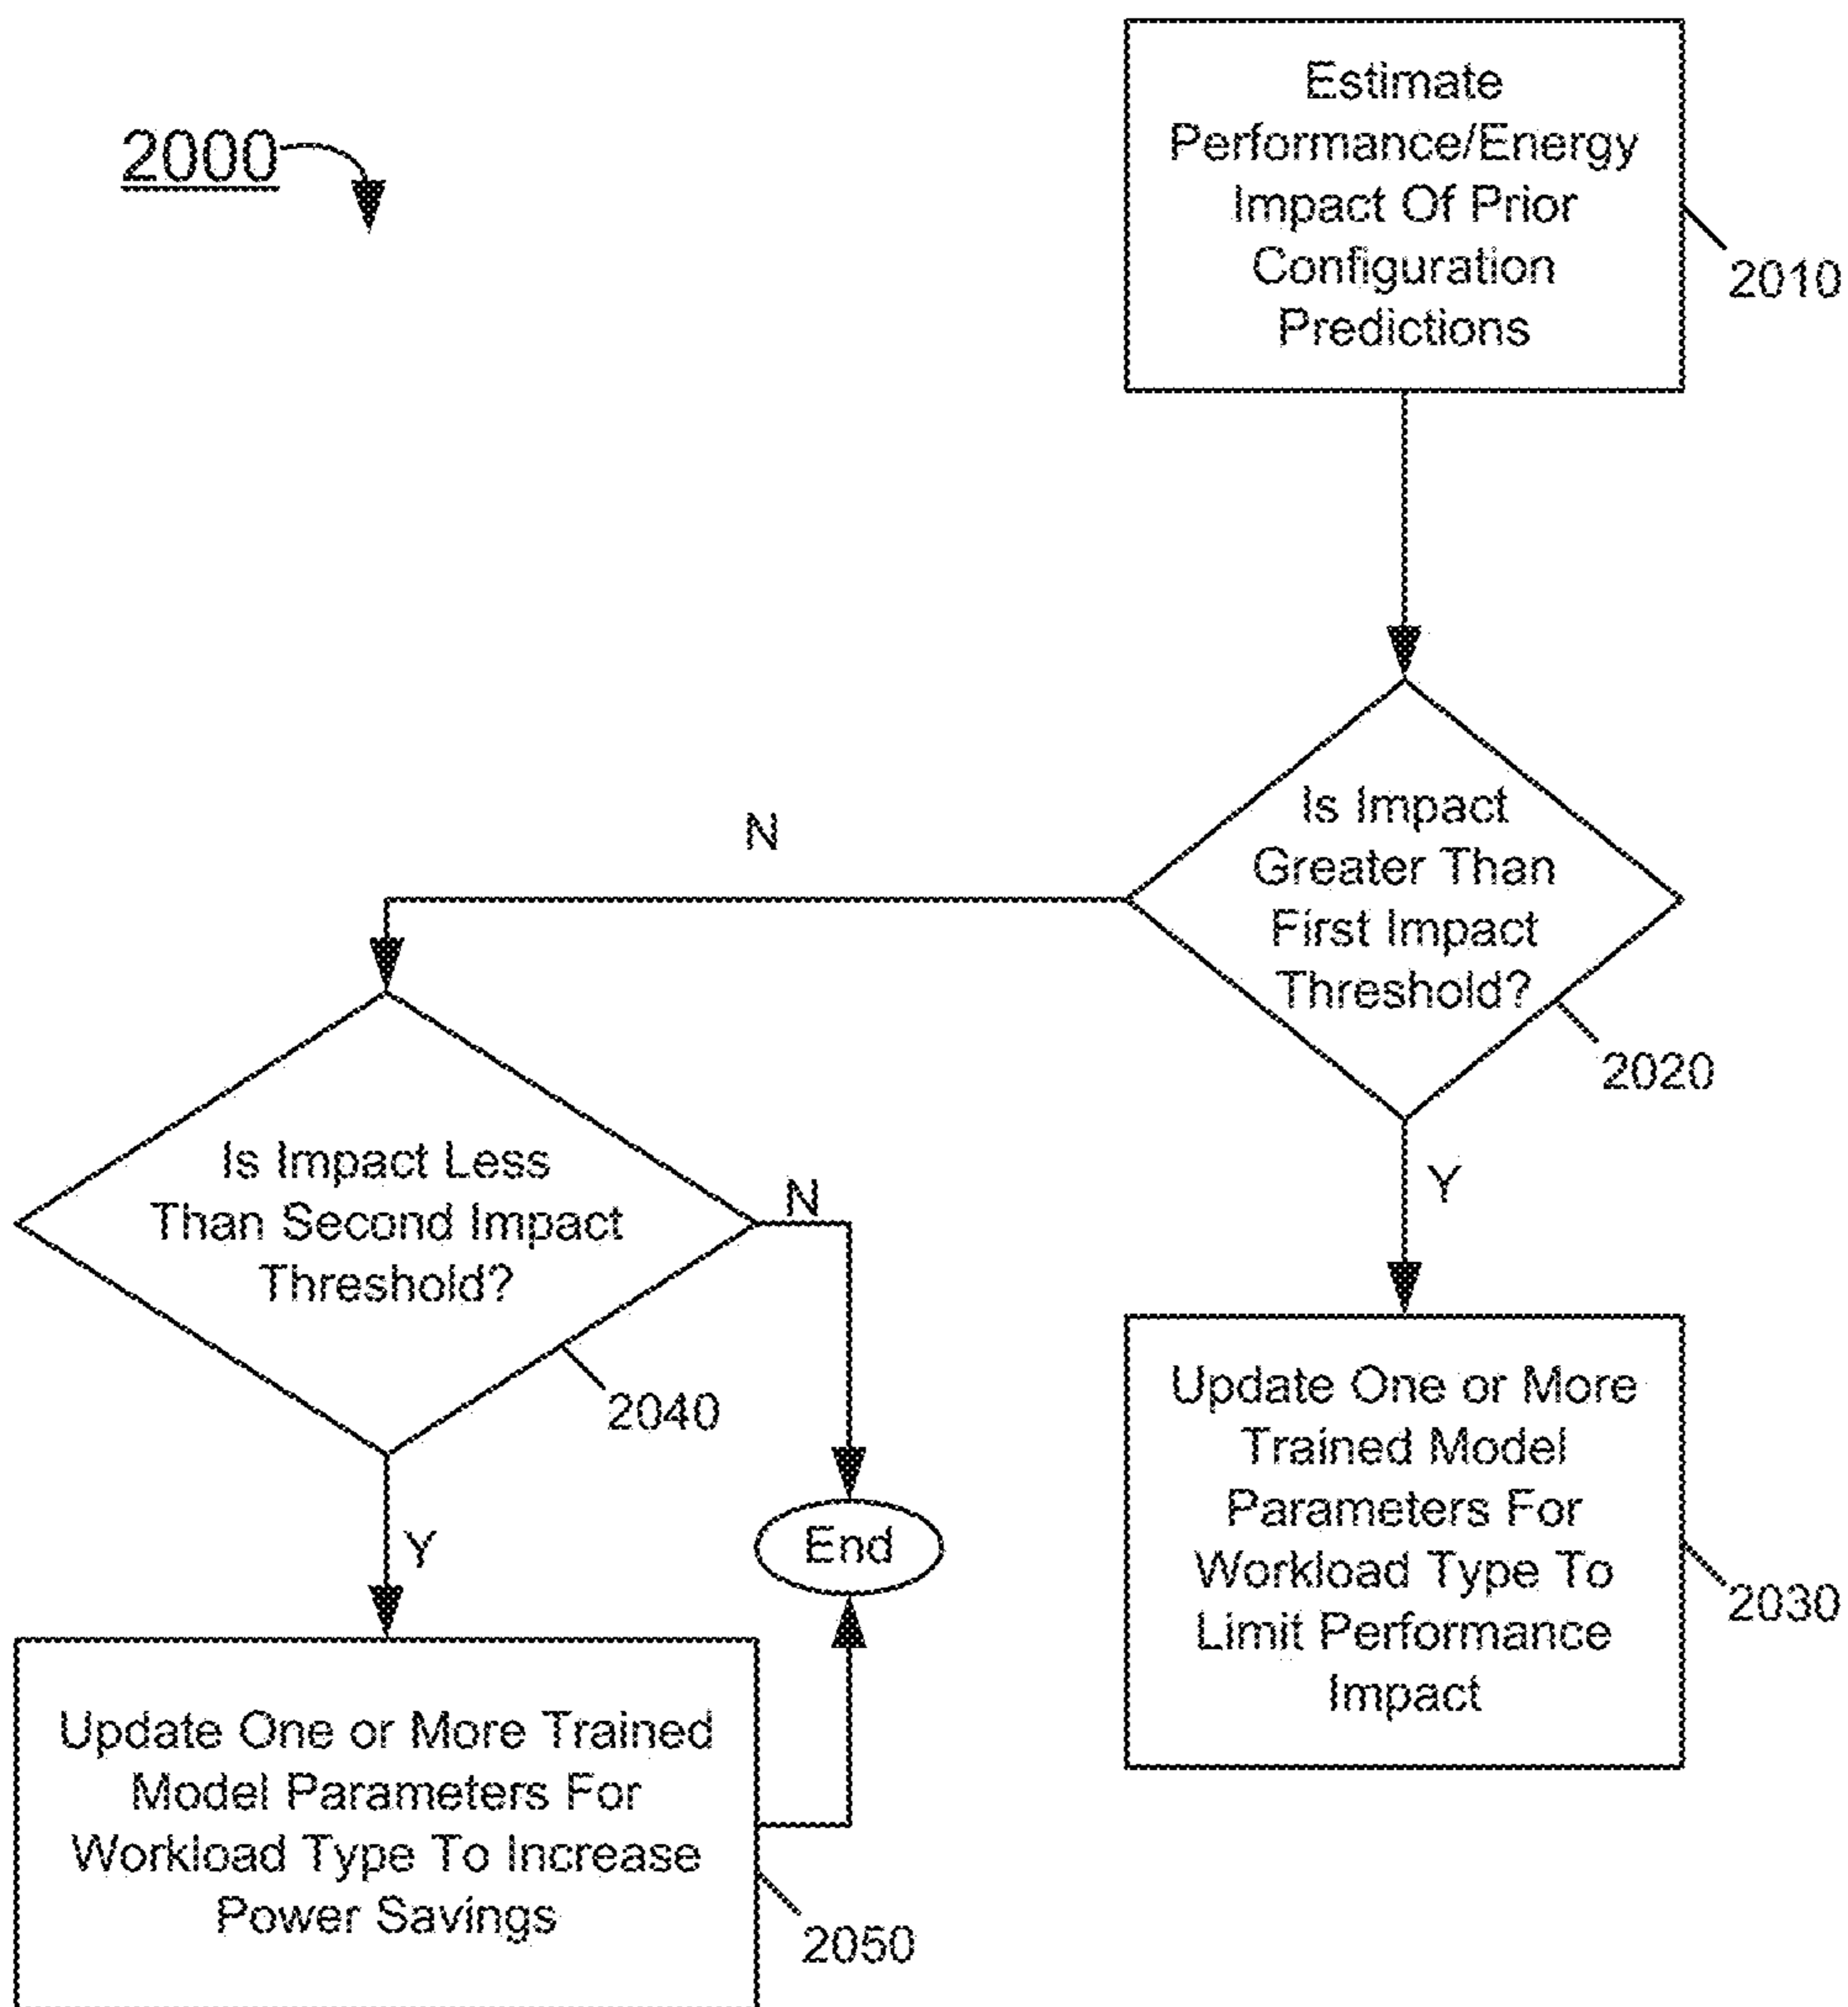 2000
Estimate
Performance/Energy
Impact Of Prior
Configuration
Predictions
2010
Is Impact
Greater Than
First Impact
Threshold?
2020
N
Y
Is Impact Less
Than Second Impact
Threshold?
2040
N
Y
End
Update One or More
Trained Model
Parameters For
Workload Type To
Limit Performance
Impact
2030
Update One or More Trained
Model Parameters For
Workload Type To Increase
Power Savings
2050